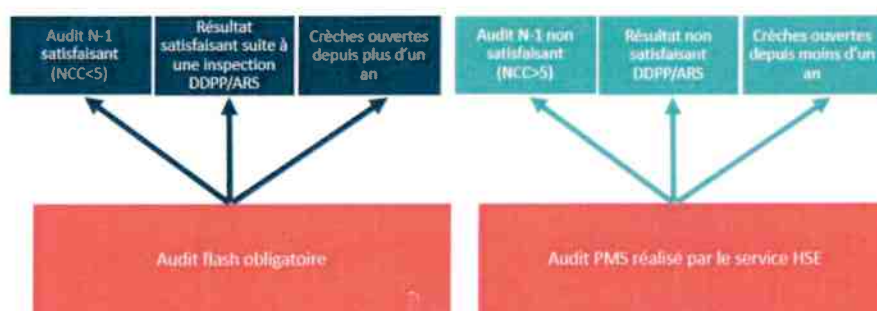 Audit N-1
satisfaisant
(NCC<5)
Résultat
satisfaisant suite à
une inspection
DDPP/ARS
Crèches ouvertes
depuis plus d'un
an
Audit N-1 non
satisfaisant
(NCC>5)
Résultat non
satisfaisant
DDPP/ARS
Crèches ouvertes
depuis moins d'un
an
Audit flash obligatoire
Audit PMS réalisé par le service HSE